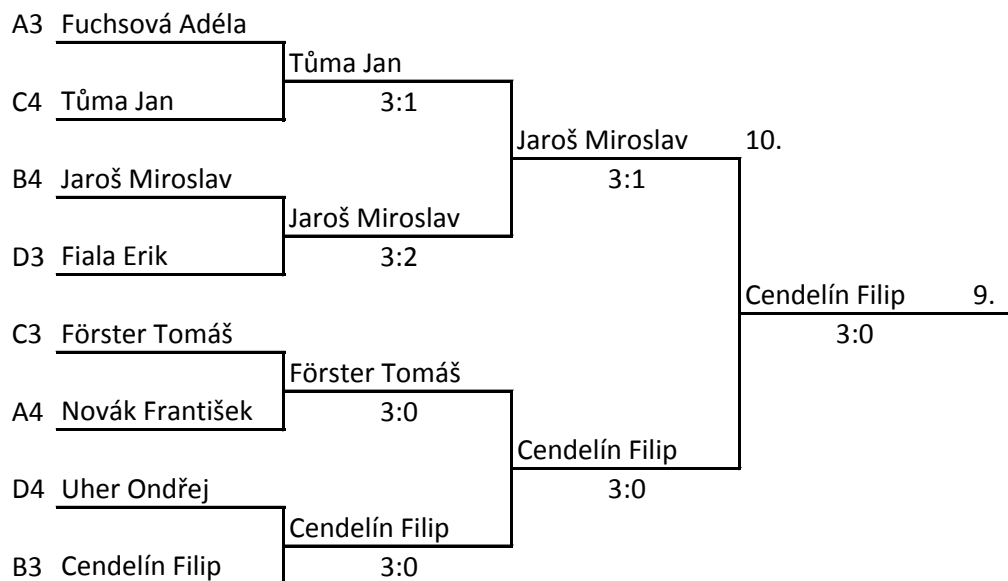 A3 Fuchsová Adéla
Tůma Jan
C4 Tůma Jan
3:1
Jaroš Miroslav 10.
B4 Jaroš Miroslav
3:1
Jaroš Miroslav
D3 Fiala Erik
3:2
Cendelín Filip 9.
C3 Förster Tomáš
3:0
Förster Tomáš
A4 Novák František
3:0
Cendelín Filip
D4 Uher Ondřej
3:0
Cendelín Filip
B3 Cendelín Filip
3:0